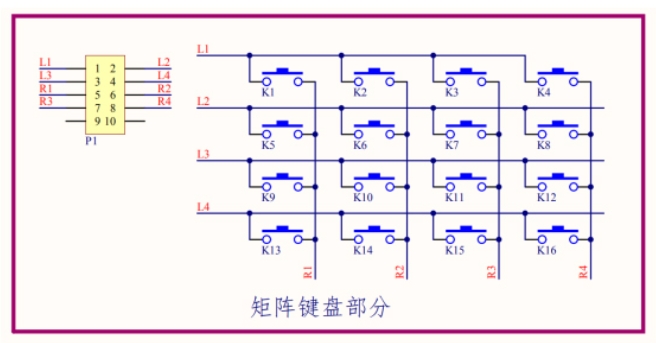 L1
L1 1 2 L2
L3 3 4 L4
R1 5 6 R2
R3 7 8 R4
9 10
P1
K1 K2 K3 K4
L2
K5 K6 K7 K8
L3
K9 K10 K11 K12
L4
K13 K14 K15 K16
R1 R2 R3 R4
矩阵键盘部分